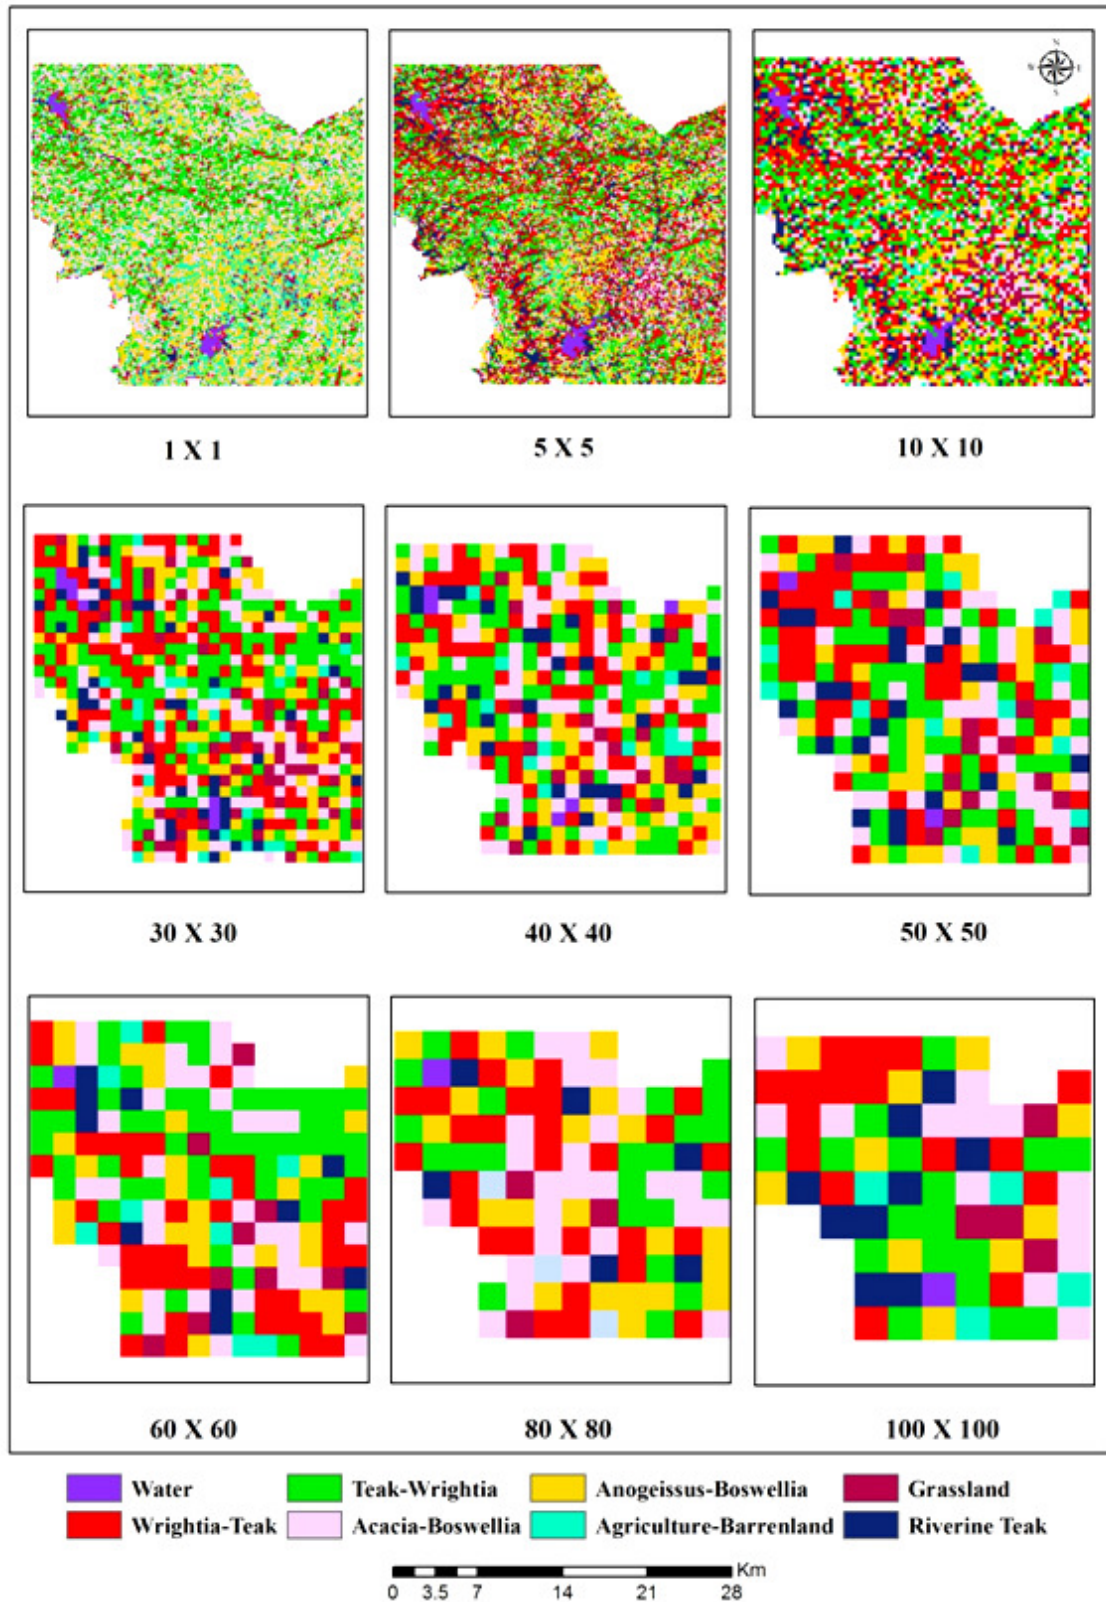 N
W E
S
1 X 1 5 X 5 10 X 10
30 X 30 40 X 40 50 X 50
60 X 60 80 X 80 100 X 100
Water Teak-Wrightia Anogeissus-Boswellia Grassland
Wrightia-Teak Acacia-Boswellia Agriculture-Barrenland Riverine Teak
Km
0 3.5 7 14 21 28